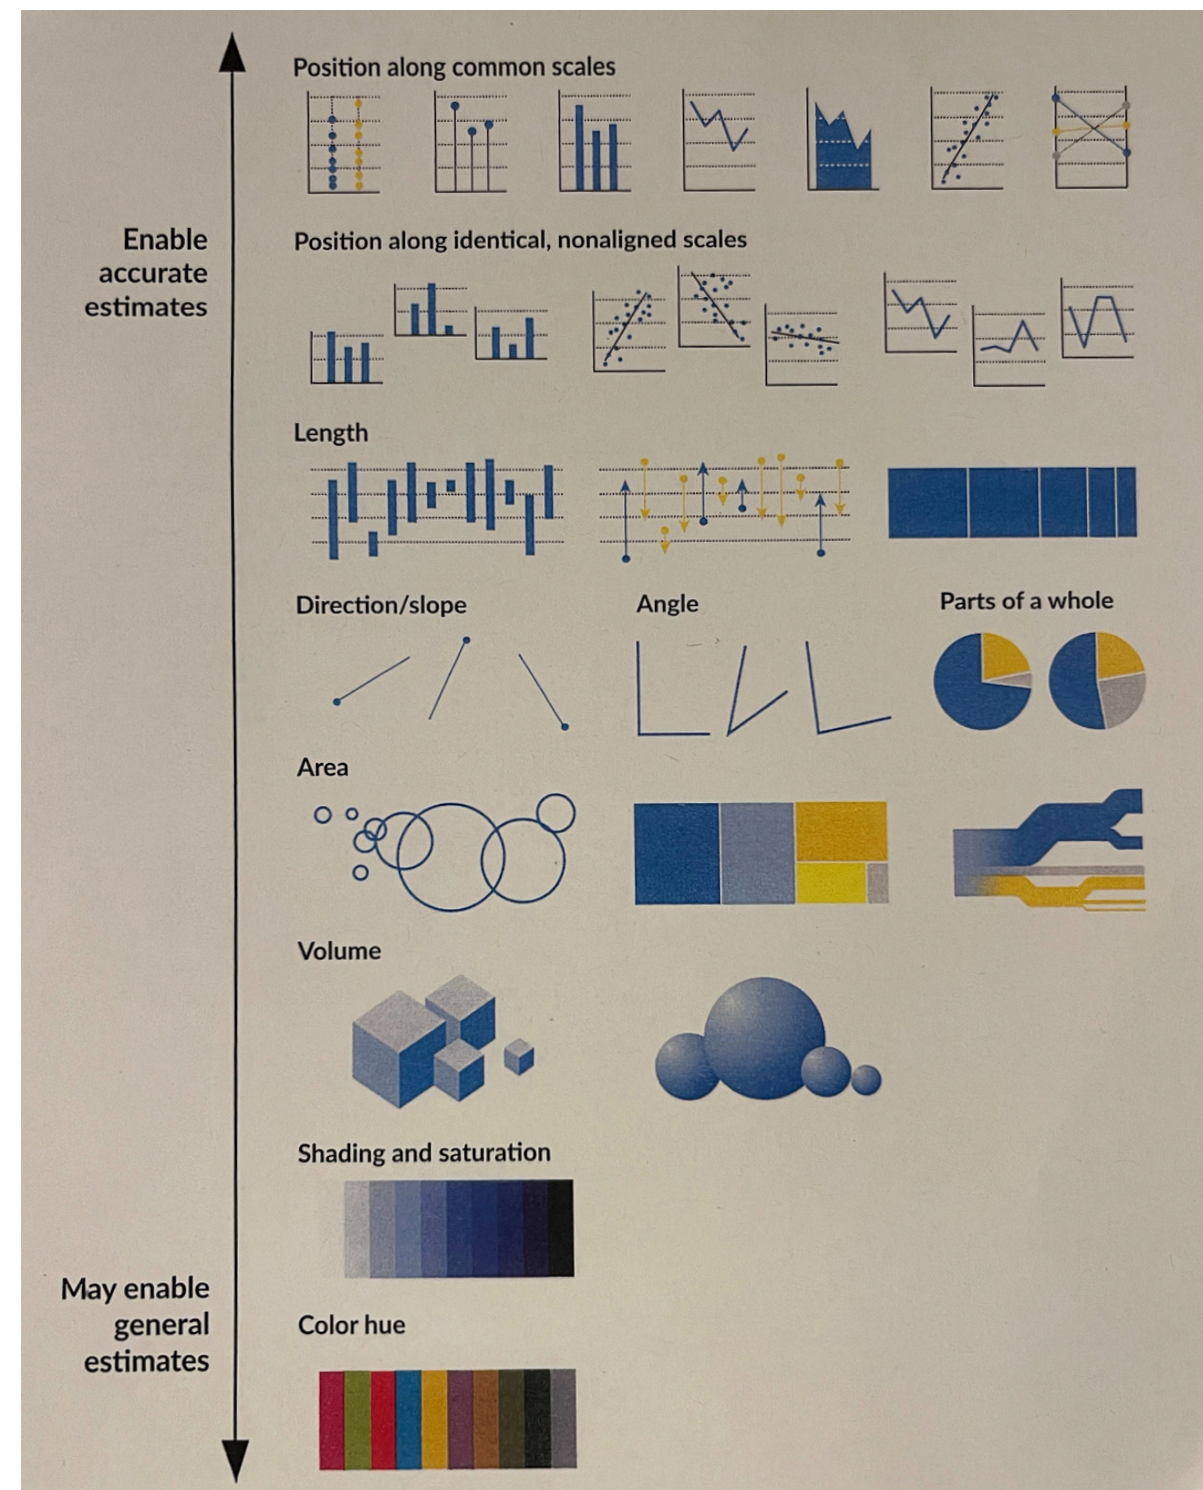 Position along common scales
Enable
accurate
estimates
Position along identical, nonaligned scales
Length
Direction/slope
Angle
Parts of a whole
Area
Volume
Shading and saturation
May enable
general
estimates
Color hue